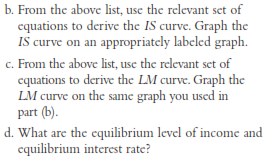 b. From the above list, use the relevant set of
equations to derive the IS curve. Graph the
IS curve on an appropriately labeled graph.
c. From the above list, use the relevant set of
equations to derive the LM curve. Graph the
LM curve on the same graph you used in
part (b).
d. What are the equilibrium level of income and
equilibrium interest rate?